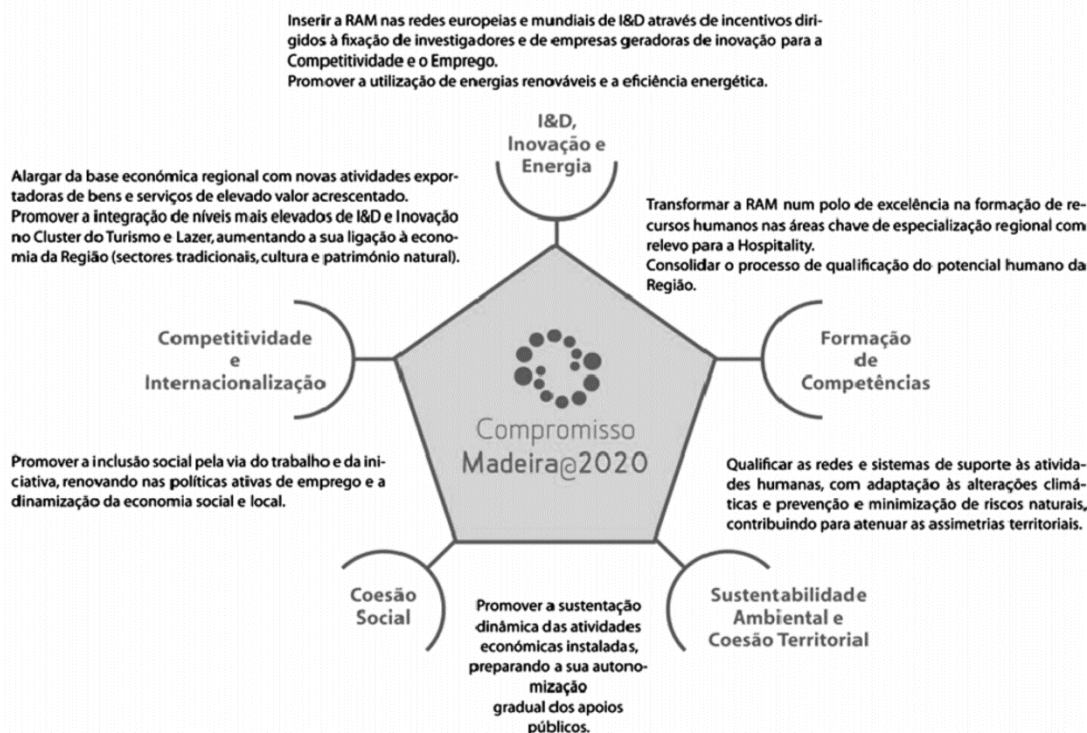 Inserir a RAM nas redes europeias e mundiais de I&D através de incentivos diri-
gidos à fixação de investigadores e de empresas geradoras de inovação para a
Competitividade e o Emprego.
Promover a utilização de energias renováveis e a eficiência energética.
I&D,
Inovação e
Energia
Alargar da base económica regional com novas atividades expor-
tadoras de bens e serviços de elevado valor acrescentado.
Promover a integração de níveis mais elevados de I&D e Inovação
no Cluster do Turismo e Lazer, aumentando a sua ligação à econo-
mia da Região (sectores tradicionais, cultura e património natural).
Transformar a RAM num polo de excelência na formação de re-
cursos humanos nas áreas chave de especialização regional com
relevo para a Hospitality.
Consolidar o processo de qualificação do potencial humano da
Região.
Competitividade
e
Internacionalização
Formação
de
Competências
Compromisso
Madeira@2020
Promover a inclusão social pela via do trabalho e da ini-
ciativa, renovando nas políticas ativas de emprego e a
dinamização da economia social e local.
Qualificar as redes e sistemas de suporte às ativida-
des humanas, com adaptação às alterações climá-
ticas e prevenção e minimização de riscos naturais,
contribuindo para atenuar as assimetrias territoriais.
Coesão
Social
Promover a sustentação
dinâmica das atividades
económicas instaladas,
preparando a sua autono-
mização
gradual dos apoios
públicos.
Sustentabilidade
Ambiental e
Coesão Territorial